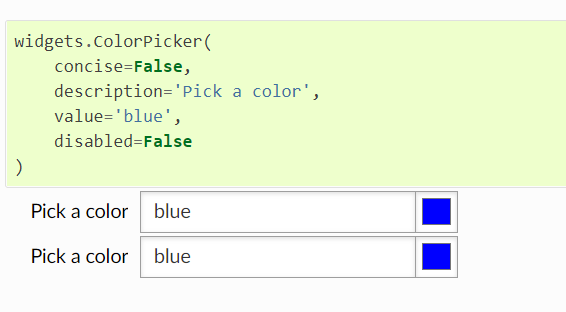 widgets.ColorPicker(
    concise=False,
    description='Pick a color',
    value='blue',
    disabled=False
)
Pick a color blue
Pick a color blue